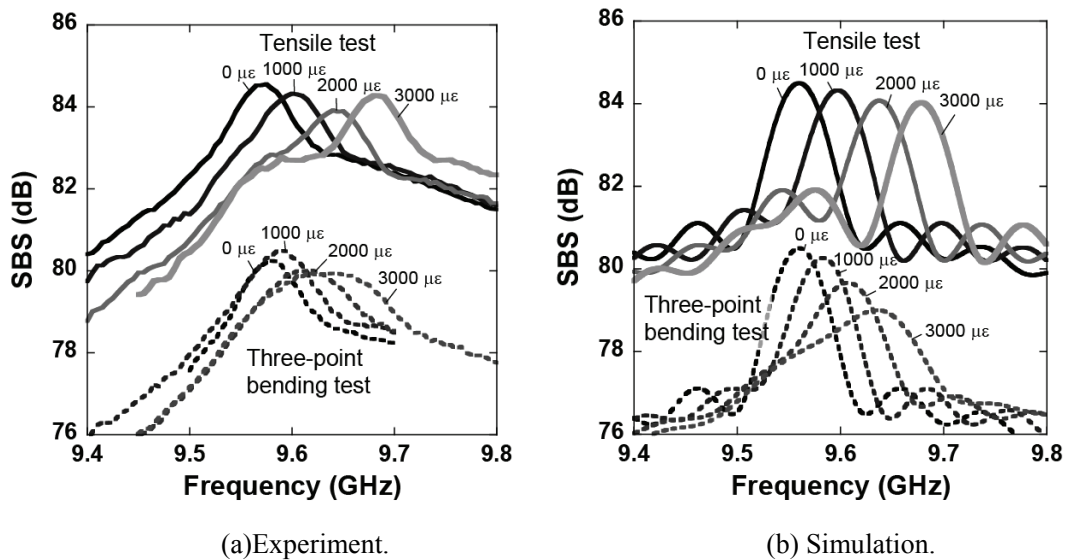 86
84
82
80
78
76
SBS (dB)
Tensile test
0 με
1000 με
2000 με
3000 με
0 με
1000 με
2000 με
3000 με
Three-point
bending test
9.4 9.5 9.6 9.7 9.8
Frequency (GHz)
(a)Experiment.
86
84
82
80
78
76
SBS (dB)
Tensile test
0 με
1000 με
2000 με
3000 με
0 με
1000 με
2000 με
3000 με
Three-point
bending test
9.4 9.5 9.6 9.7 9.8
Frequency (GHz)
(b) Simulation.